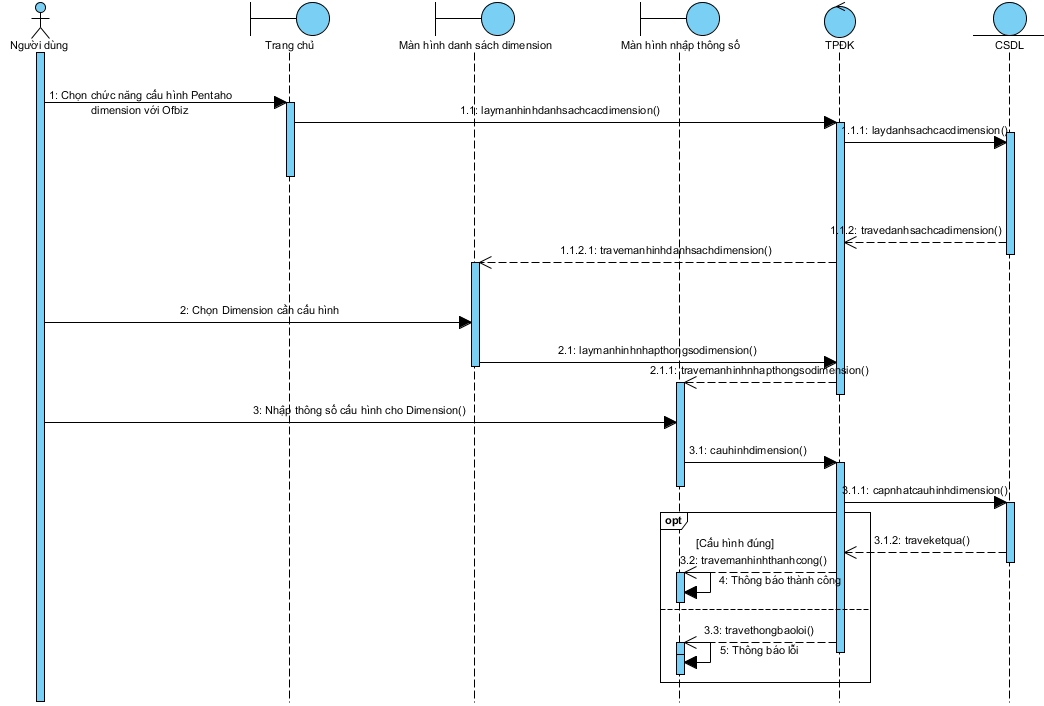 Người dùng
Trang chủ
Màn hình danh sách dimension
Màn hình nhập thông số
TPĐK
CSDL
1: Chọn chức năng cấu hình Pentaho
dimension với Ofbiz
1.1: laymanhinhdanhsachcacdimension()
1.1.1: laydanhsachcacdimension()
1.1.2: travedanhsachcadimension()
1.1.2.1: travemanhinhdanhsachdimension()
2: Chọn Dimension cần cấu hình
2.1: laymanhinhnhapthongsodimension()
2.1.1: travemanhinhnhapthongsodimension()
3: Nhập thông số cấu hình cho Dimension()
3.1: cauhinhdimension()
3.1.1: capnhatcauhinhdimension()
opt
[Cấu hình đúng]
3.1.2: traveketqua()
3.2: travemanhinhthanhcong()
4: Thông báo thành công
3.3: travethongbaoloi()
5: Thông báo lỗi